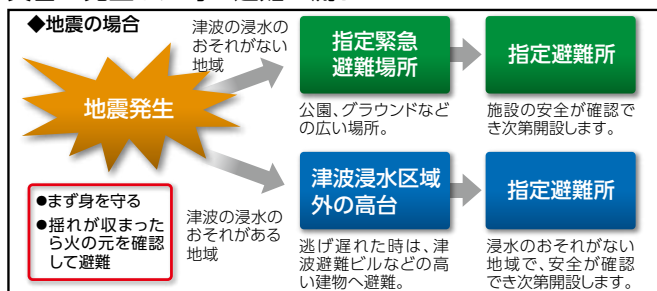 ◆地震の場合
地震発生
●まず身を守る
●揺れが収まった
ら火の元を確認
して避難
津波の浸水の
おそれがない
地域
指定緊急
避難場所
公園、グラウンドなど
の広い場所。
指定避難所
施設の安全が確認で
き次第開設します。
津波の浸水の
おそれがある
地域
津波浸水区域
外の高台
逃げ遅れた時は、津
波避難ビルなどの高
い建物へ避難。
指定避難所
浸水のおそれがない
地域で、安全が確認
でき次第開設します。